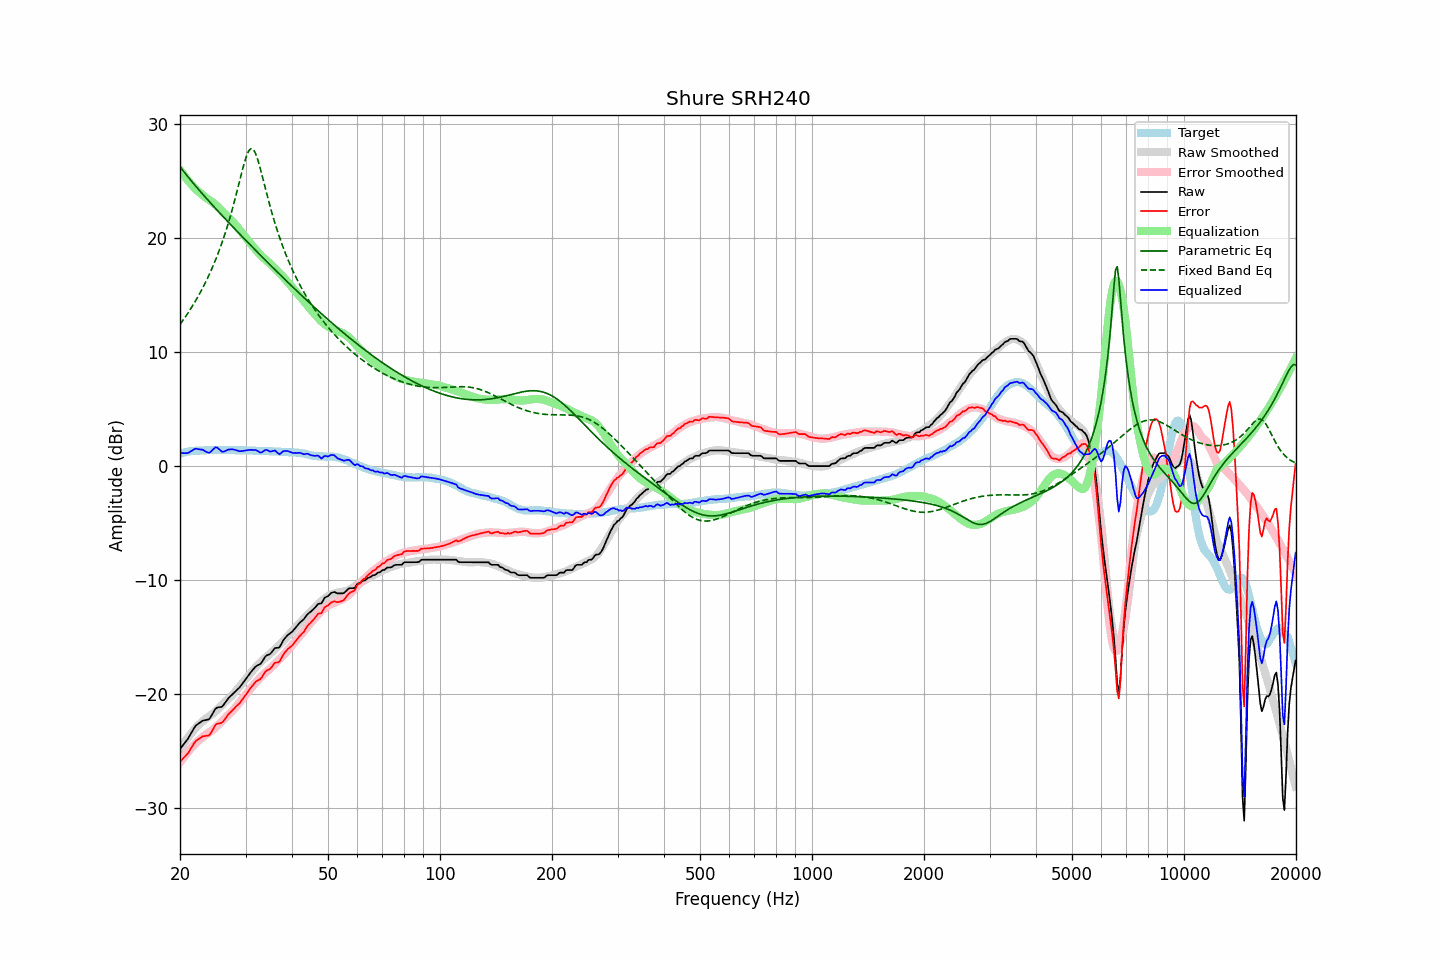 Shure SRH240
30
20
10
0
−10
−20
−30
Amplitude (dBr)
Target
Raw Smoothed
Error Smoothed
Raw
Error
Equalization
Parametric Eq
Fixed Band Eq
Equalized
20 50 100 200 500 1000 2000 5000 10000 20000
Frequency (Hz)